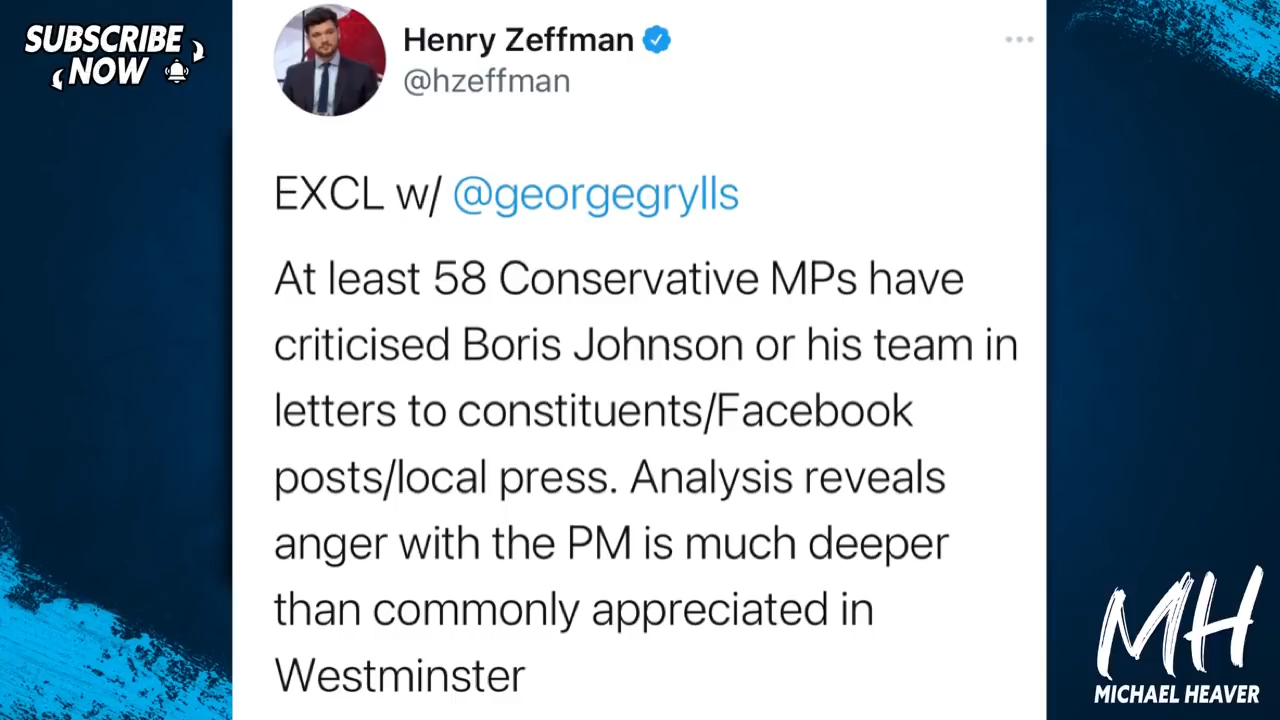 SUBSCRIBE
NOW
Henry Zeffman
@hzeffman
EXCL w/ @georgegrylls
At least 58 Conservative MPs have
criticised Boris Johnson or his team in
letters to constituents/Facebook
posts/local press. Analysis reveals
anger with the PM is much deeper
than commonly appreciated in
Westminster
MH
MICHAEL HEAVER